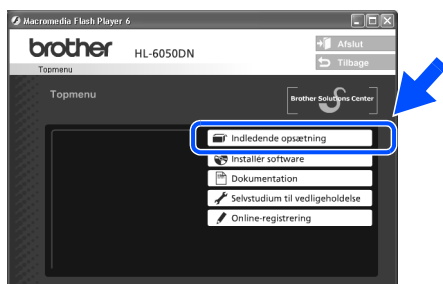 Macromedia Flash Player 6
brother
HL-6050DN
Afslut
Tilbage
Topmenu
Topmenu
Brother Solutions Center
Indledende opsætning
Installér software
Dokumentation
Selvstudium til vedligeholdelse
Online-registrering